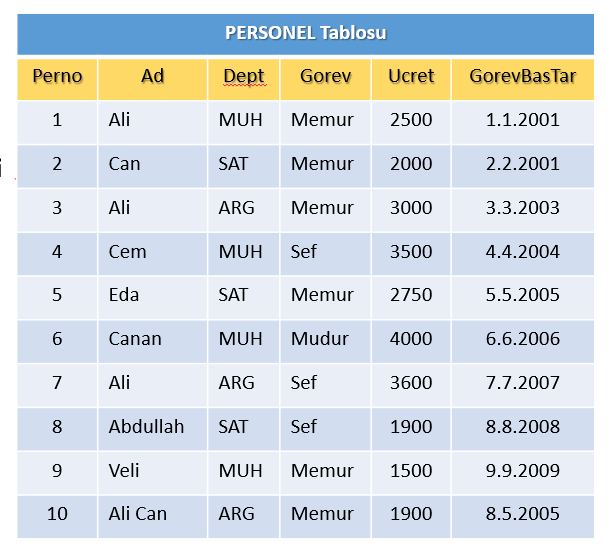 PERSONEL Tablosu
Perno Ad Dept Gorev Ucret GorevBasTar
1 Ali MUH Memur 2500 1.1.2001
2 Can SAT Memur 2000 2.2.2001
3 Ali ARG Memur 3000 3.3.2003
4 Cem MUH Sef 3500 4.4.2004
5 Eda SAT Memur 2750 5.5.2005
6 Canan MUH Mudur 4000 6.6.2006
7 Ali ARG Sef 3600 7.7.2007
8 Abdullah SAT Sef 1900 8.8.2008
9 Veli MUH Memur 1500 9.9.2009
10 Ali Can ARG Memur 1900 8.5.2005